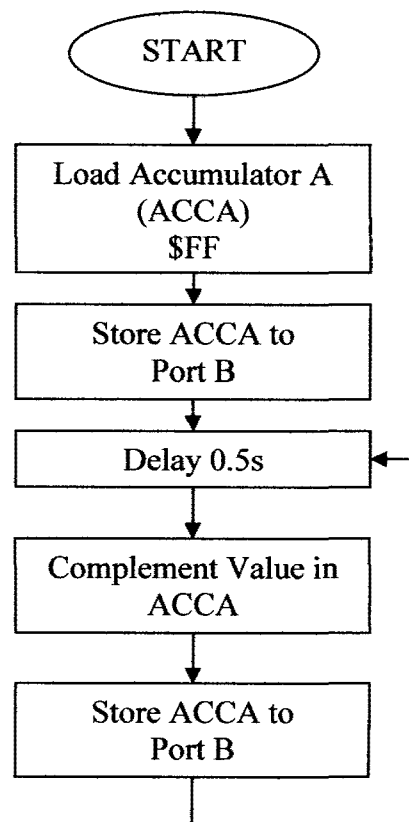 START
Load Accumulator A
(ACCA)
$FF
Store ACCA to
Port B
Delay 0.5s
Complement Value in
ACCA
Store ACCA to
Port B